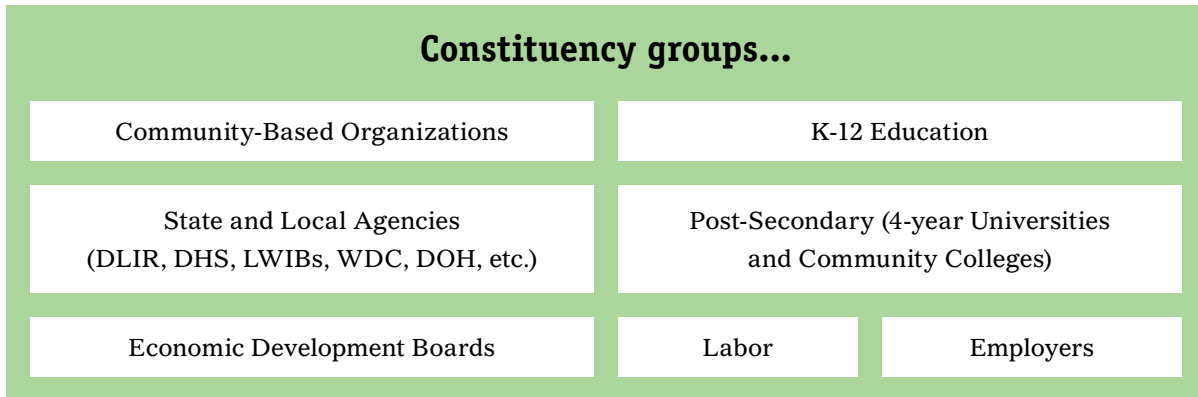 Constituency groups...
Community-Based Organizations
K-12 Education
State and Local Agencies
(DLIR, DHS, LWIBs, WDC, DOH, etc.)
Post-Secondary (4-year Universities
and Community Colleges)
Economic Development Boards
Labor
Employers